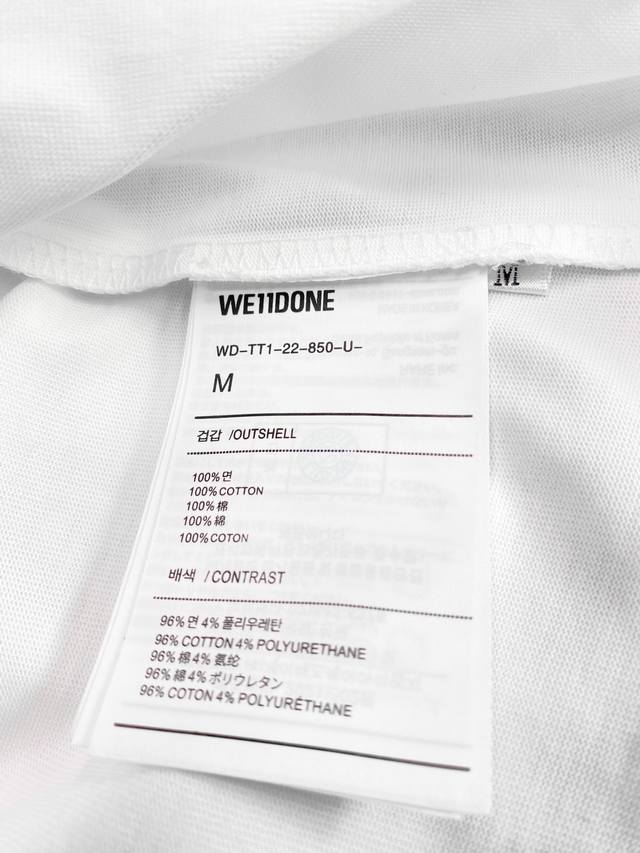 M
WE11DONE
WD-TT1-22-850-U-
M
겁감 /OUTSHELL
100%면
100%COTTON
100%棉
100%綿
100%COTON
배색 /CONTRAST
96%면 4%폴리우레탄
96% COTTON 4% POLYURETHANE
96%棉4%氨纶
96%綿4%ポリウレタン
96% COTON 4% POLYURÉTHANE